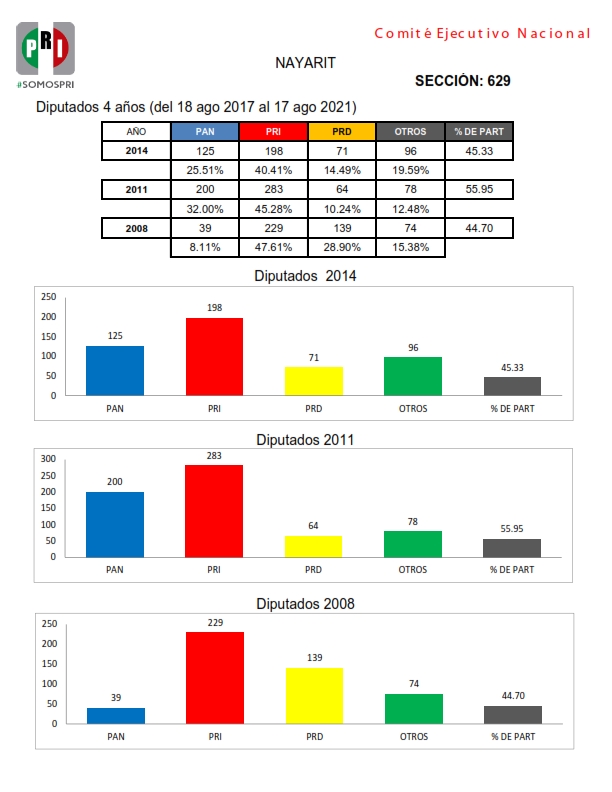 Comité Ejecutivo Nacional
PRI
#SOMOSPRI
NAYARIT
SECCIÓN: 629
Diputados 4 años (del 18 ago 2017 al 17 ago 2021)
AÑO PAN PRI PRD OTROS % DE PART
2014 125 198 71 96 45.33
25.51% 40.41% 14.49% 19.59%
2011 200 283 64 78 55.95
32.00% 45.28% 10.24% 12.48%
2008 39 229 139 74 44.70
8.11% 47.61% 28.90% 15.38%
Diputados 2014
250
200
150
100
50
0
125 198 71 96 45.33
PAN PRI PRD OTROS % DE PART
Diputados 2011
300
250
200
150
100
50
0
200 283 64 78 55.95
PAN PRI PRD OTROS % DE PART
Diputados 2008
250
200
150
100
50
0
39 229 139 74 44.70
PAN PRI PRD OTROS % DE PART